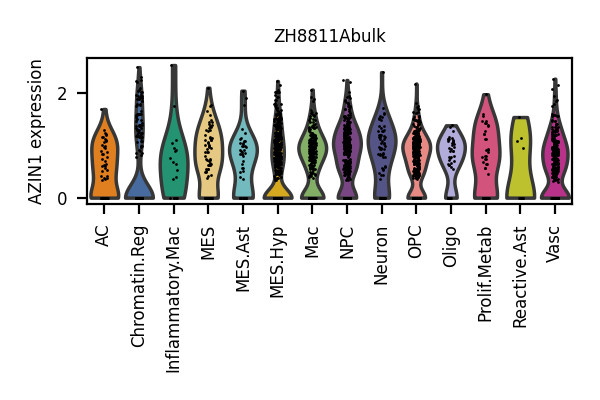 ZH8811Abulk
AZIN1 expression
2
0
AC
Chromatin.Reg
Inflammatory.Mac
MES
MES.Ast
MES.Hyp
Mac
NPC
Neuron
OPC
Oligo
Prolif.Metab
Reactive.Ast
Vasc